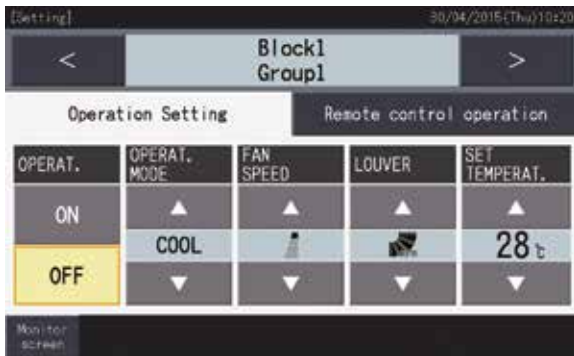 [Setting] 30/04/2015(Thu)10:20
< Block1 >
Group1
Operation Setting Remote control operation
OPERAT. OPERAT. MODE FAN SPEED LOUVER SET TEMPERAT.
ON
COOL 28℃
OFF
Monitor
screen